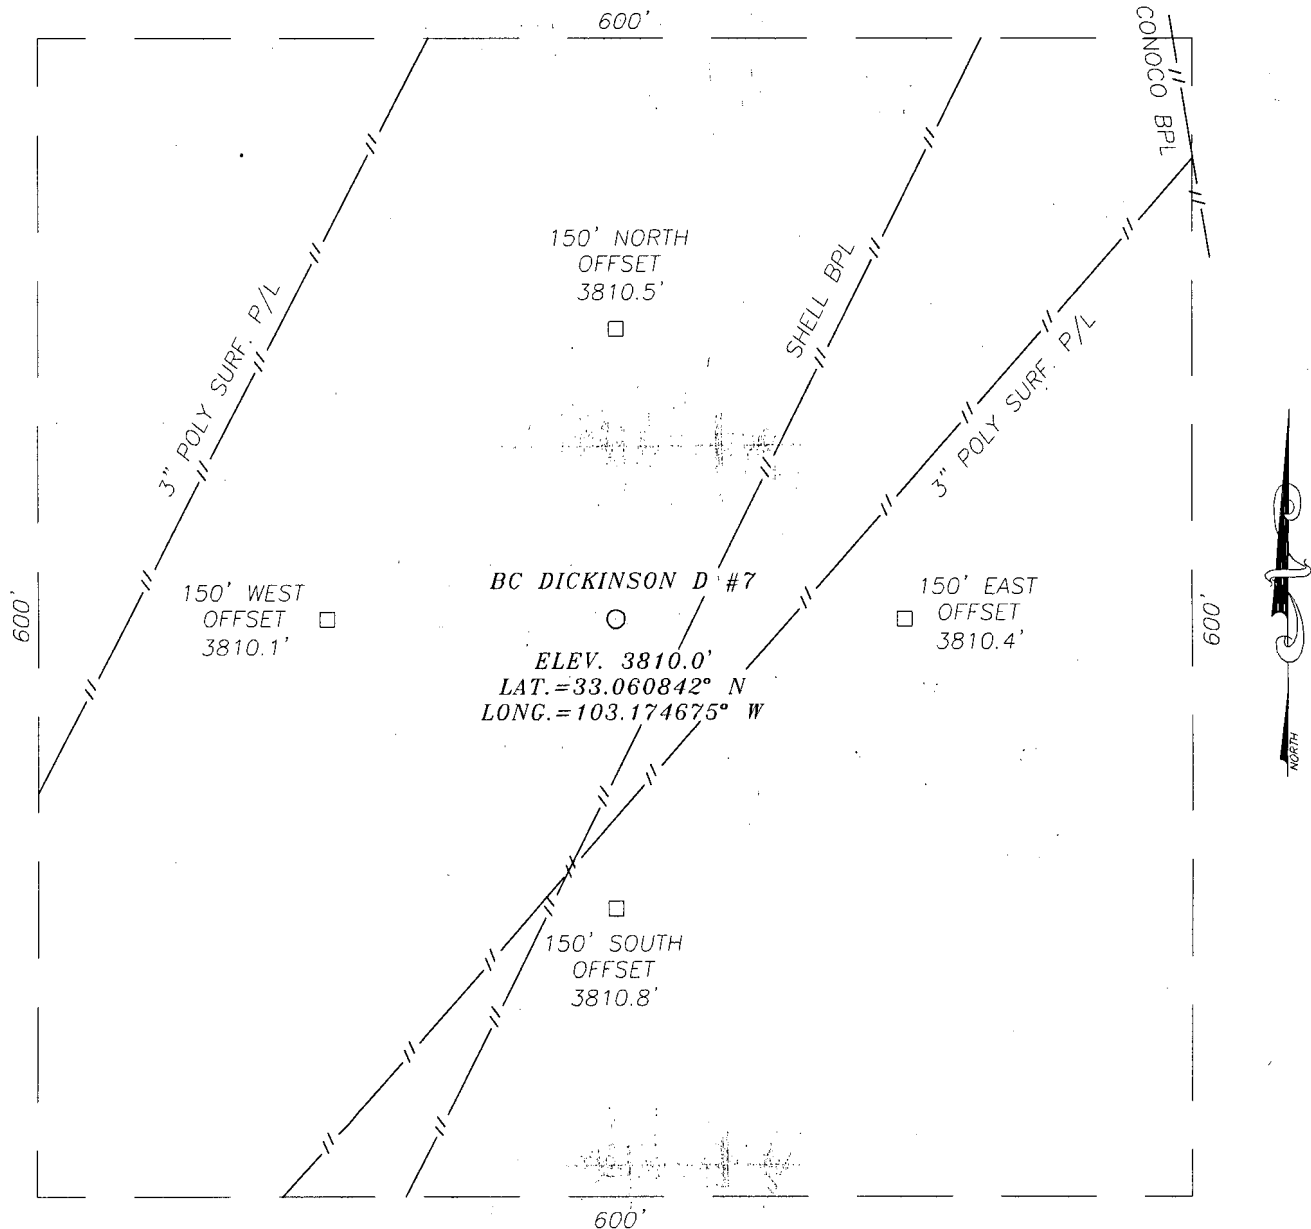 600'
CONOCO BPL
150' NORTH
OFFSET
3810.5'
SHELL BPL
3" POLY SURF. P/L
3" POLY SURF. P/L
BC DICKINSON D #7
150' WEST
OFFSET
3810.1'
150' EAST
OFFSET
3810.4'
600'
600'
ELEV. 3810.0'
LAT.=33.060842° N
LONG.=103.174675° W
NORTH
150' SOUTH
OFFSET
3810.8'
600'